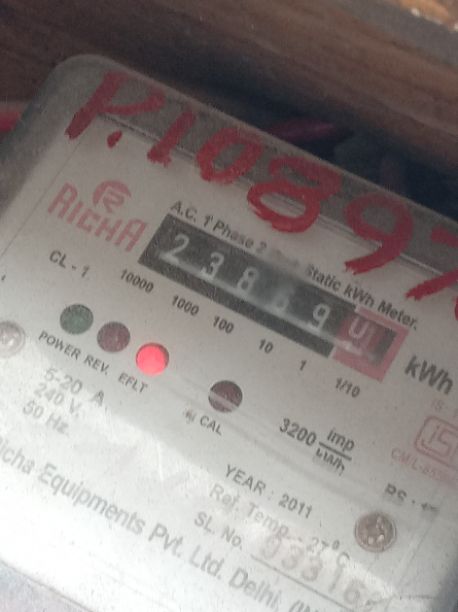 P.10897
RICHA
A.C. 1 Phase 2 Static kWh Meter.
23869
CL-1
10000 1000 100 10 1 1/10
kWh
POWER REV. EFLT
CAL
5-20 A
240 V.
50 Hz
3200 imp
kWh
YEAR : 2011
Ref. Temp - 27°C
SL. No.
Richa Equipments Pvt. Ltd. Delhi